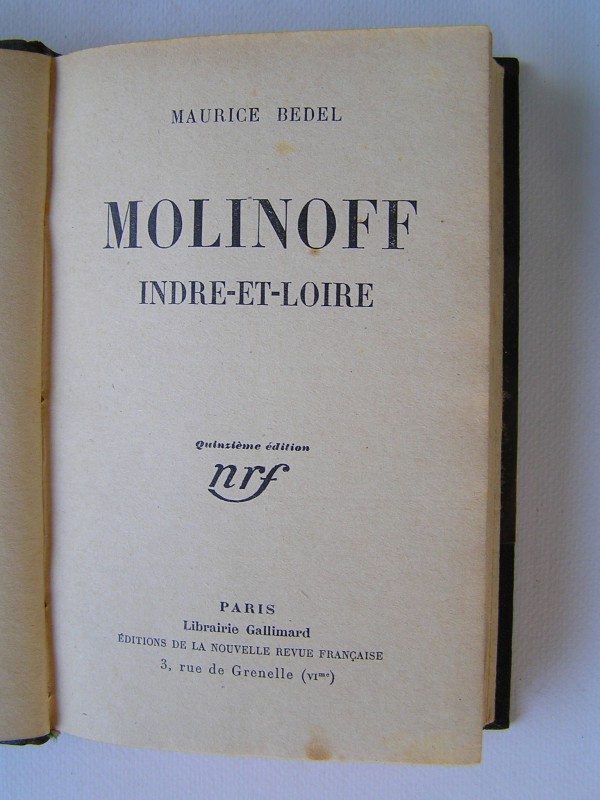 MAURICE BEDEL
MOLINOFF
INDRE-ET-LOIRE
Quinzième édition
nrf
PARIS
Librairie Gallimard
ÉDITIONS DE LA NOUVELLE REVUE FRANÇAISE
3, rue de Grenelle (VIme)